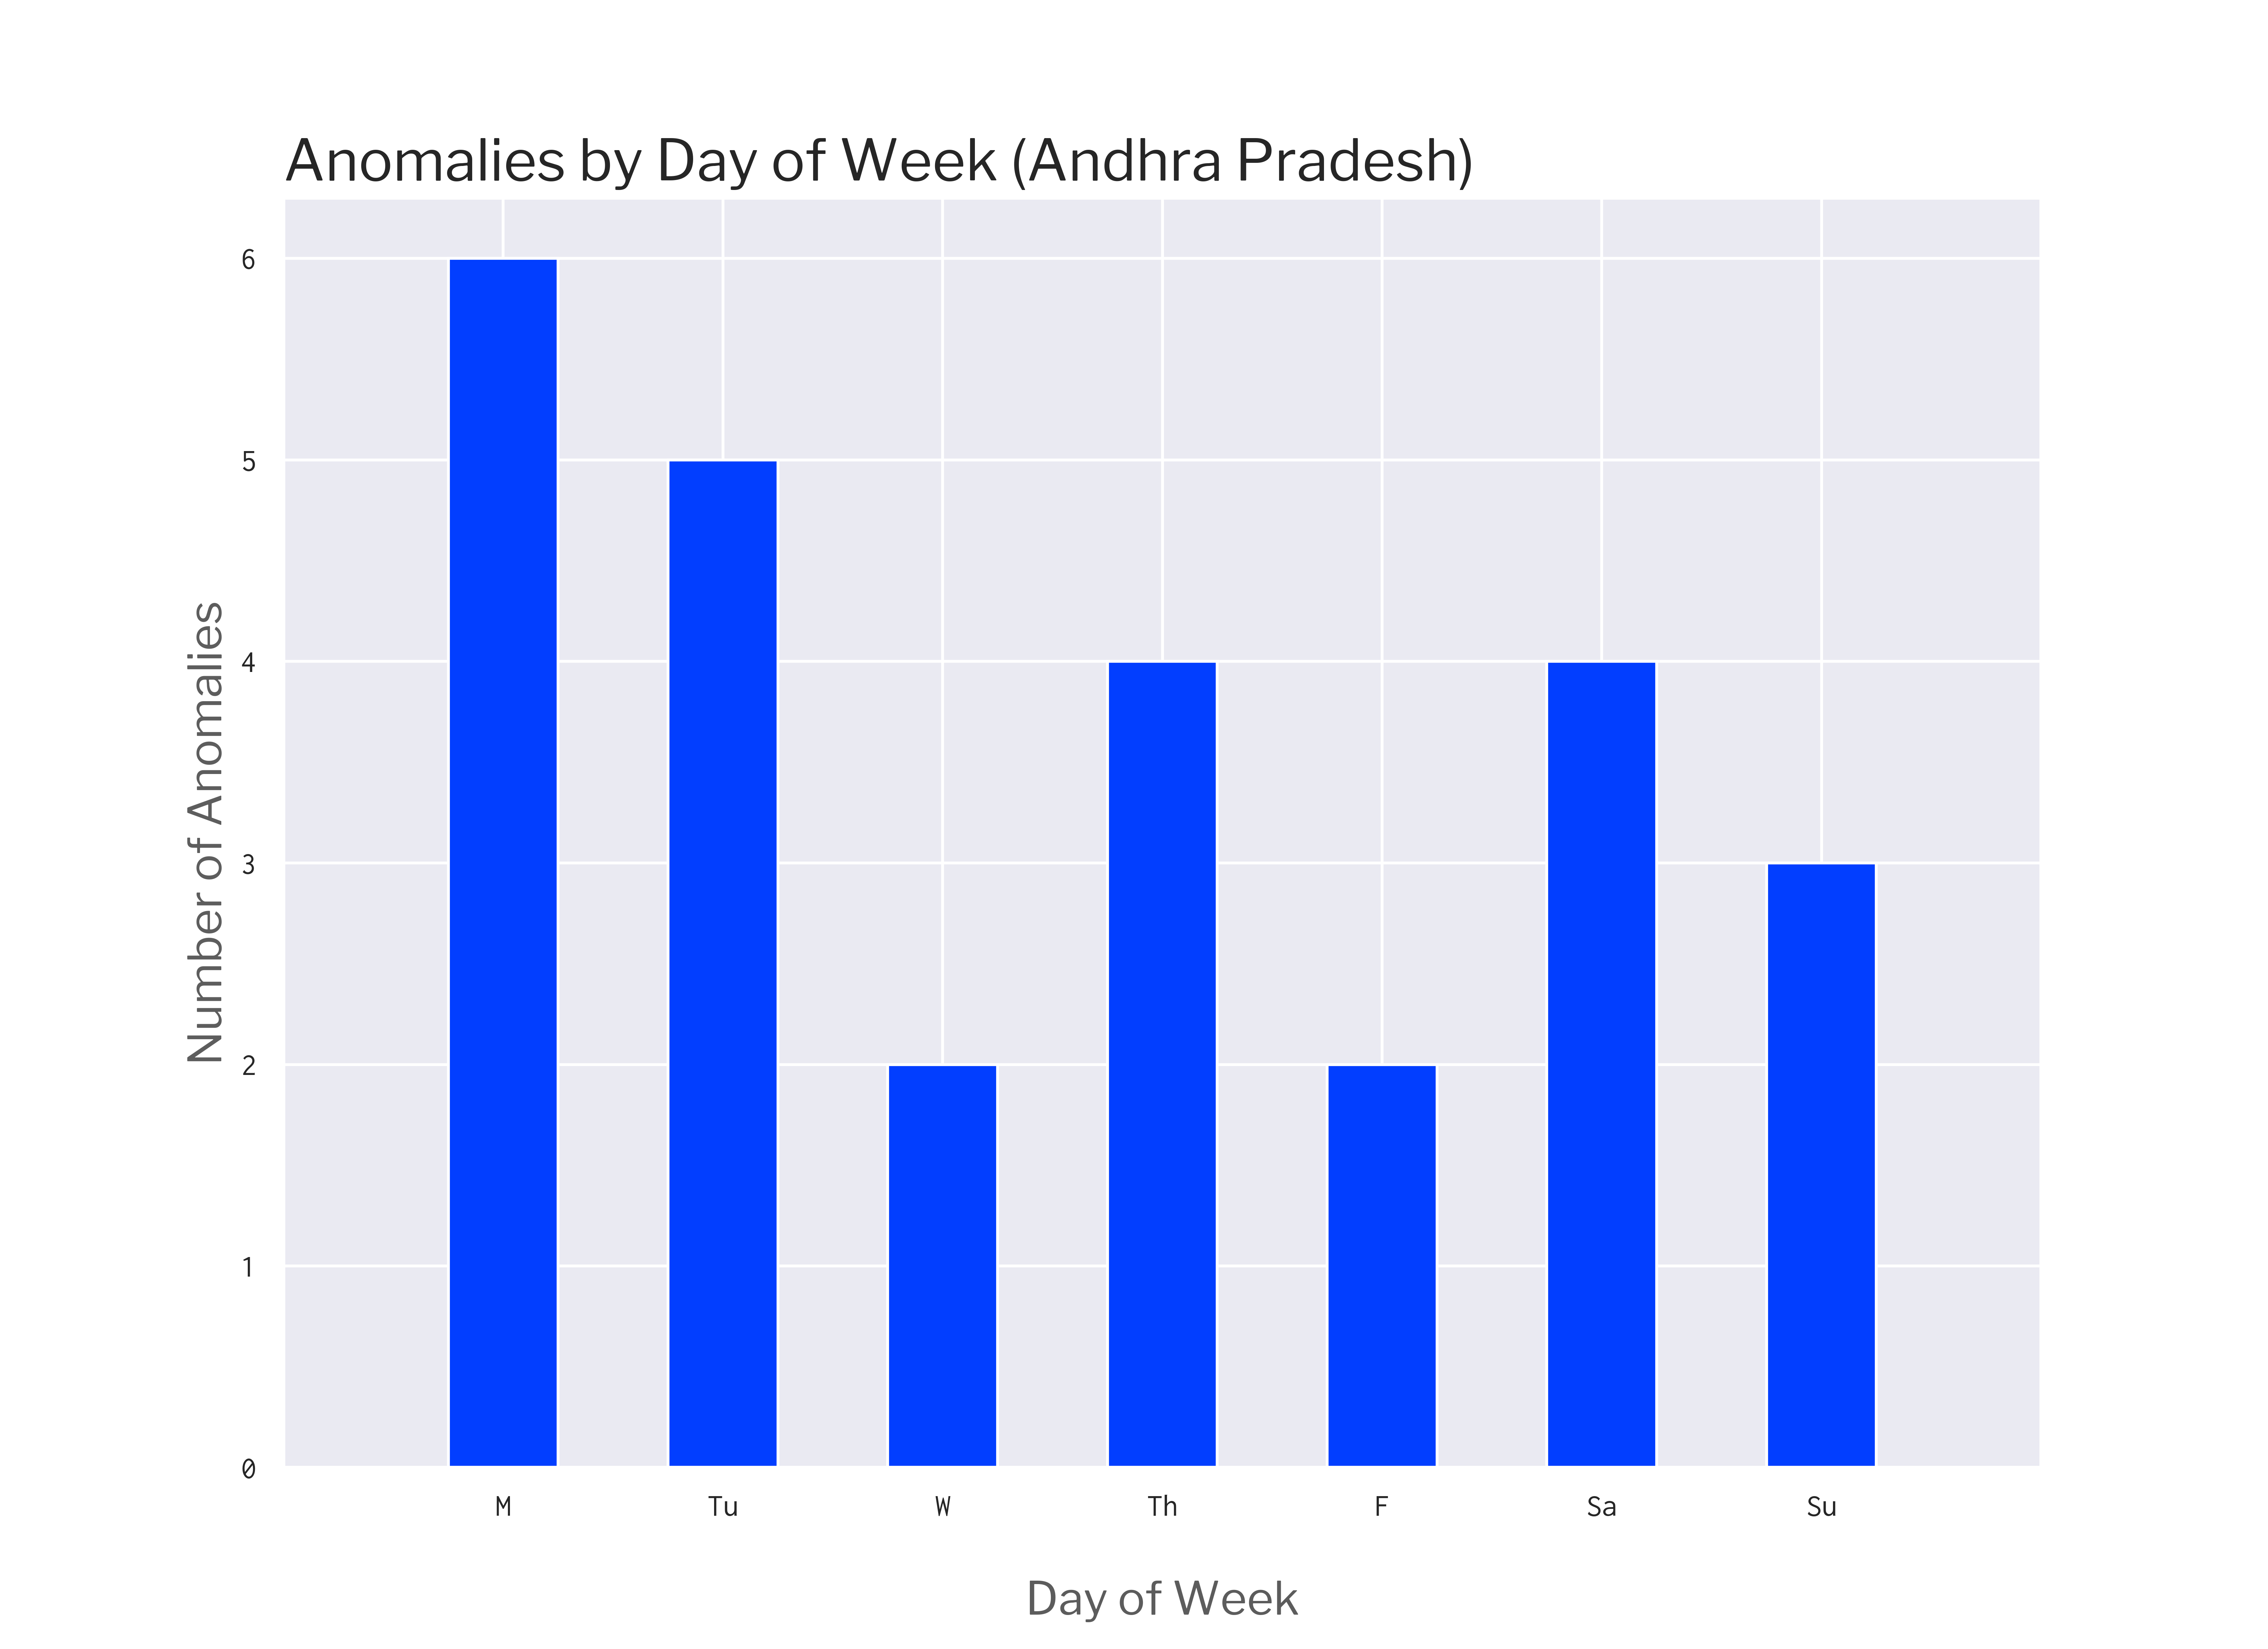 Anomalies by Day of Week (Andhra Pradesh)
Number of Anomalies
6
5
4
3
2
1
0
M Tu W Th F Sa Su
Day of Week